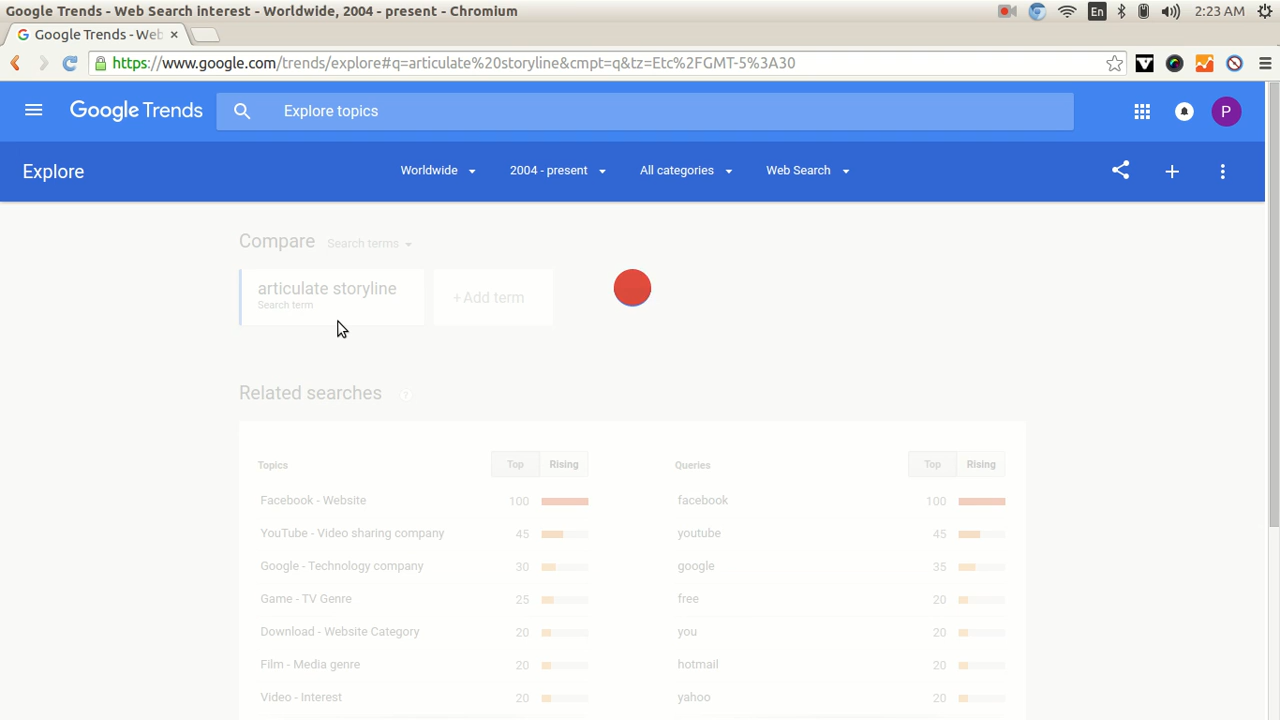 Google Trends - Web Search interest - Worldwide, 2004 - present - Chromium
En
2:23 AM
Google Trends - Web
https://www.google.com/trends/explore#q=articulate%20storyline&cmpt=q&tz=Etc%2FGMT-5%3A30
Google Trends
Explore topics
P
Explore
Worldwide
2004 - present
All categories
Web Search
Compare
Search terms
articulate storyline
Search term
+Add term
Related searches
?
Topics
Top
Rising
Queries
Top
Rising
Facebook - Website 100
facebook 100
YouTube - Video sharing company 45
youtube 45
Google - Technology company 30
google 35
Game - TV Genre 25
free 20
Download - Website Category 20
you 20
Film - Media genre 20
hotmail 20
Video - Interest 20
yahoo 20